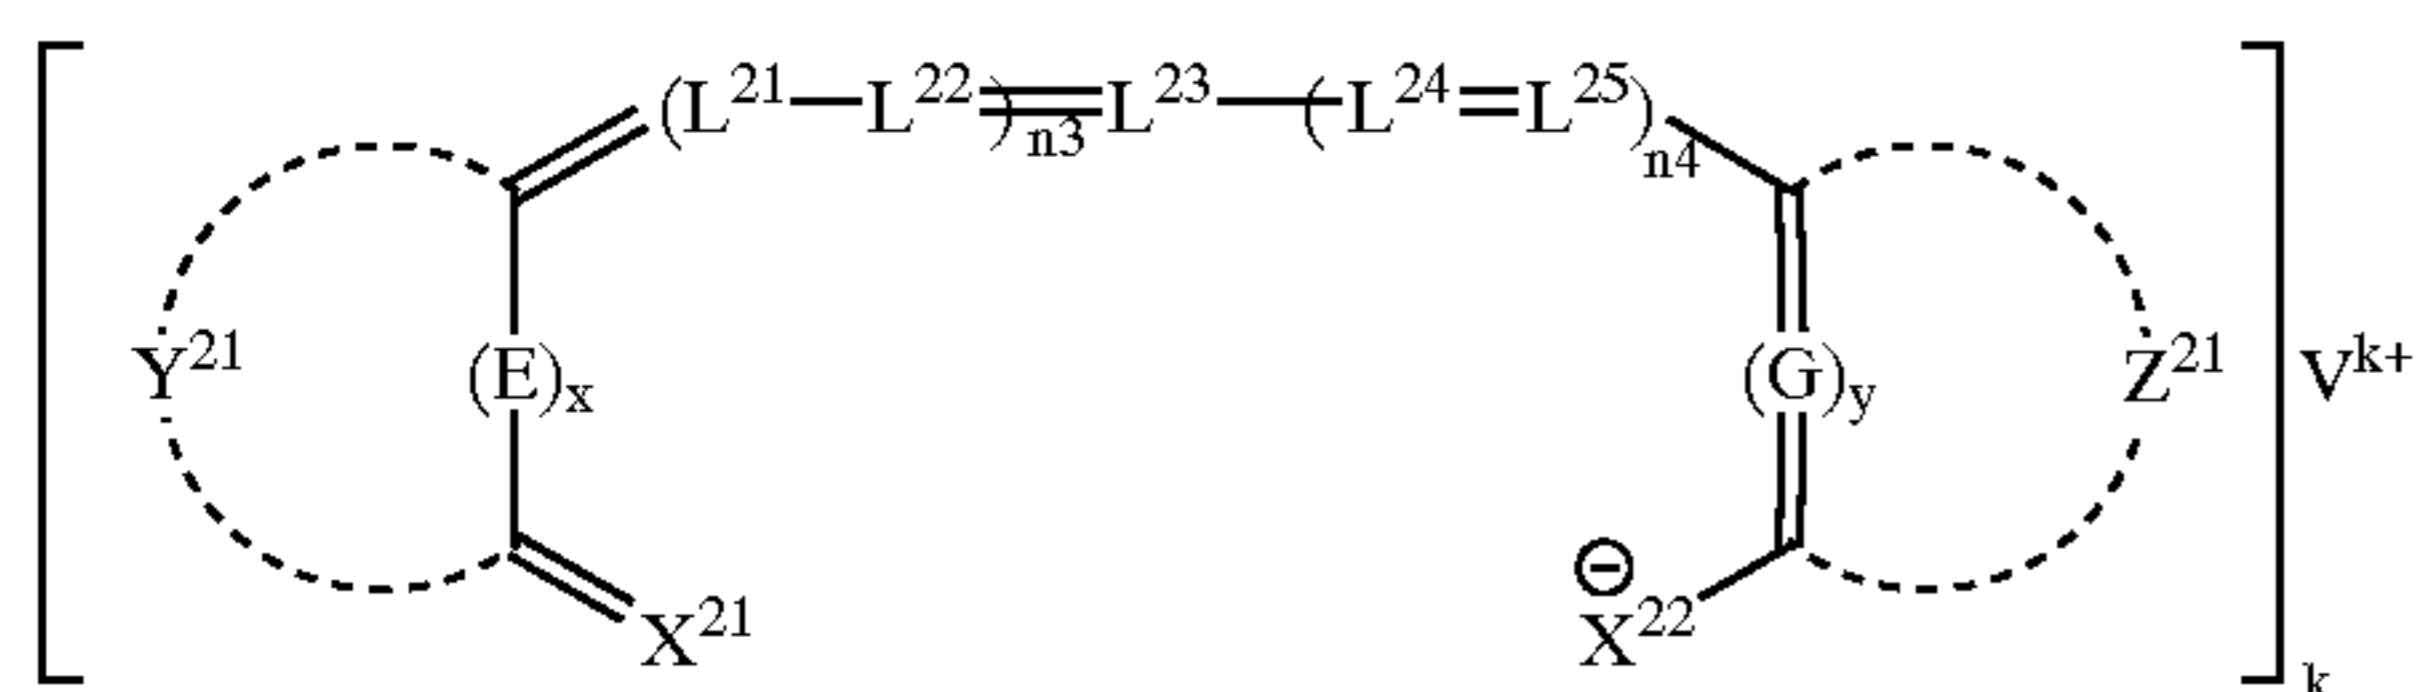 (L²¹—L²²)ₙ₃=L²³—(L²⁴=L²⁵)ₙ₄
Y²¹ (E)ₓ (G)y Z²¹ Vᵏ⁺
⊖
X²¹ X²² k